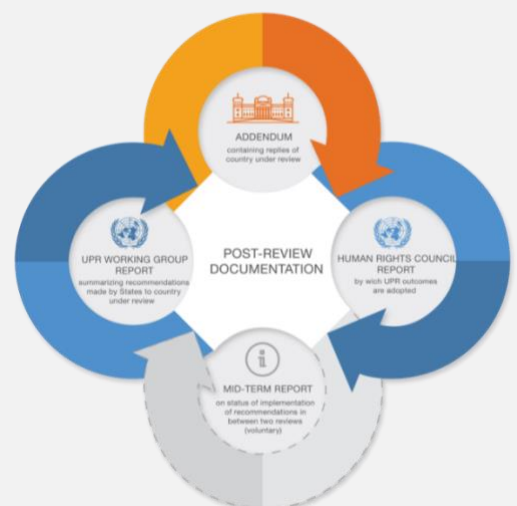 ADDENDUM
containing replies of
country under review
UPR WORKING GROUP
REPORT
summarizing recommendations
made by States to country
under review
POST-REVIEW
DOCUMENTATION
HUMAN RIGHTS COUNCIL
REPORT
by wich UPR outcomes
are adopted
MID-TERM REPORT
on status of implementation
of recommendations in
between two reviews
(voluntary)